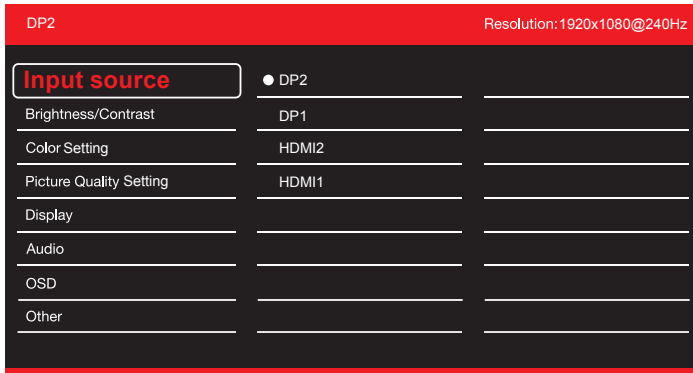 DP2
Resolution:1920x1080@240Hz
Input source
DP2
Brightness/Contrast
DP1
Color Setting
HDMI2
Picture Quality Setting
HDMI1
Display
Audio
OSD
Other